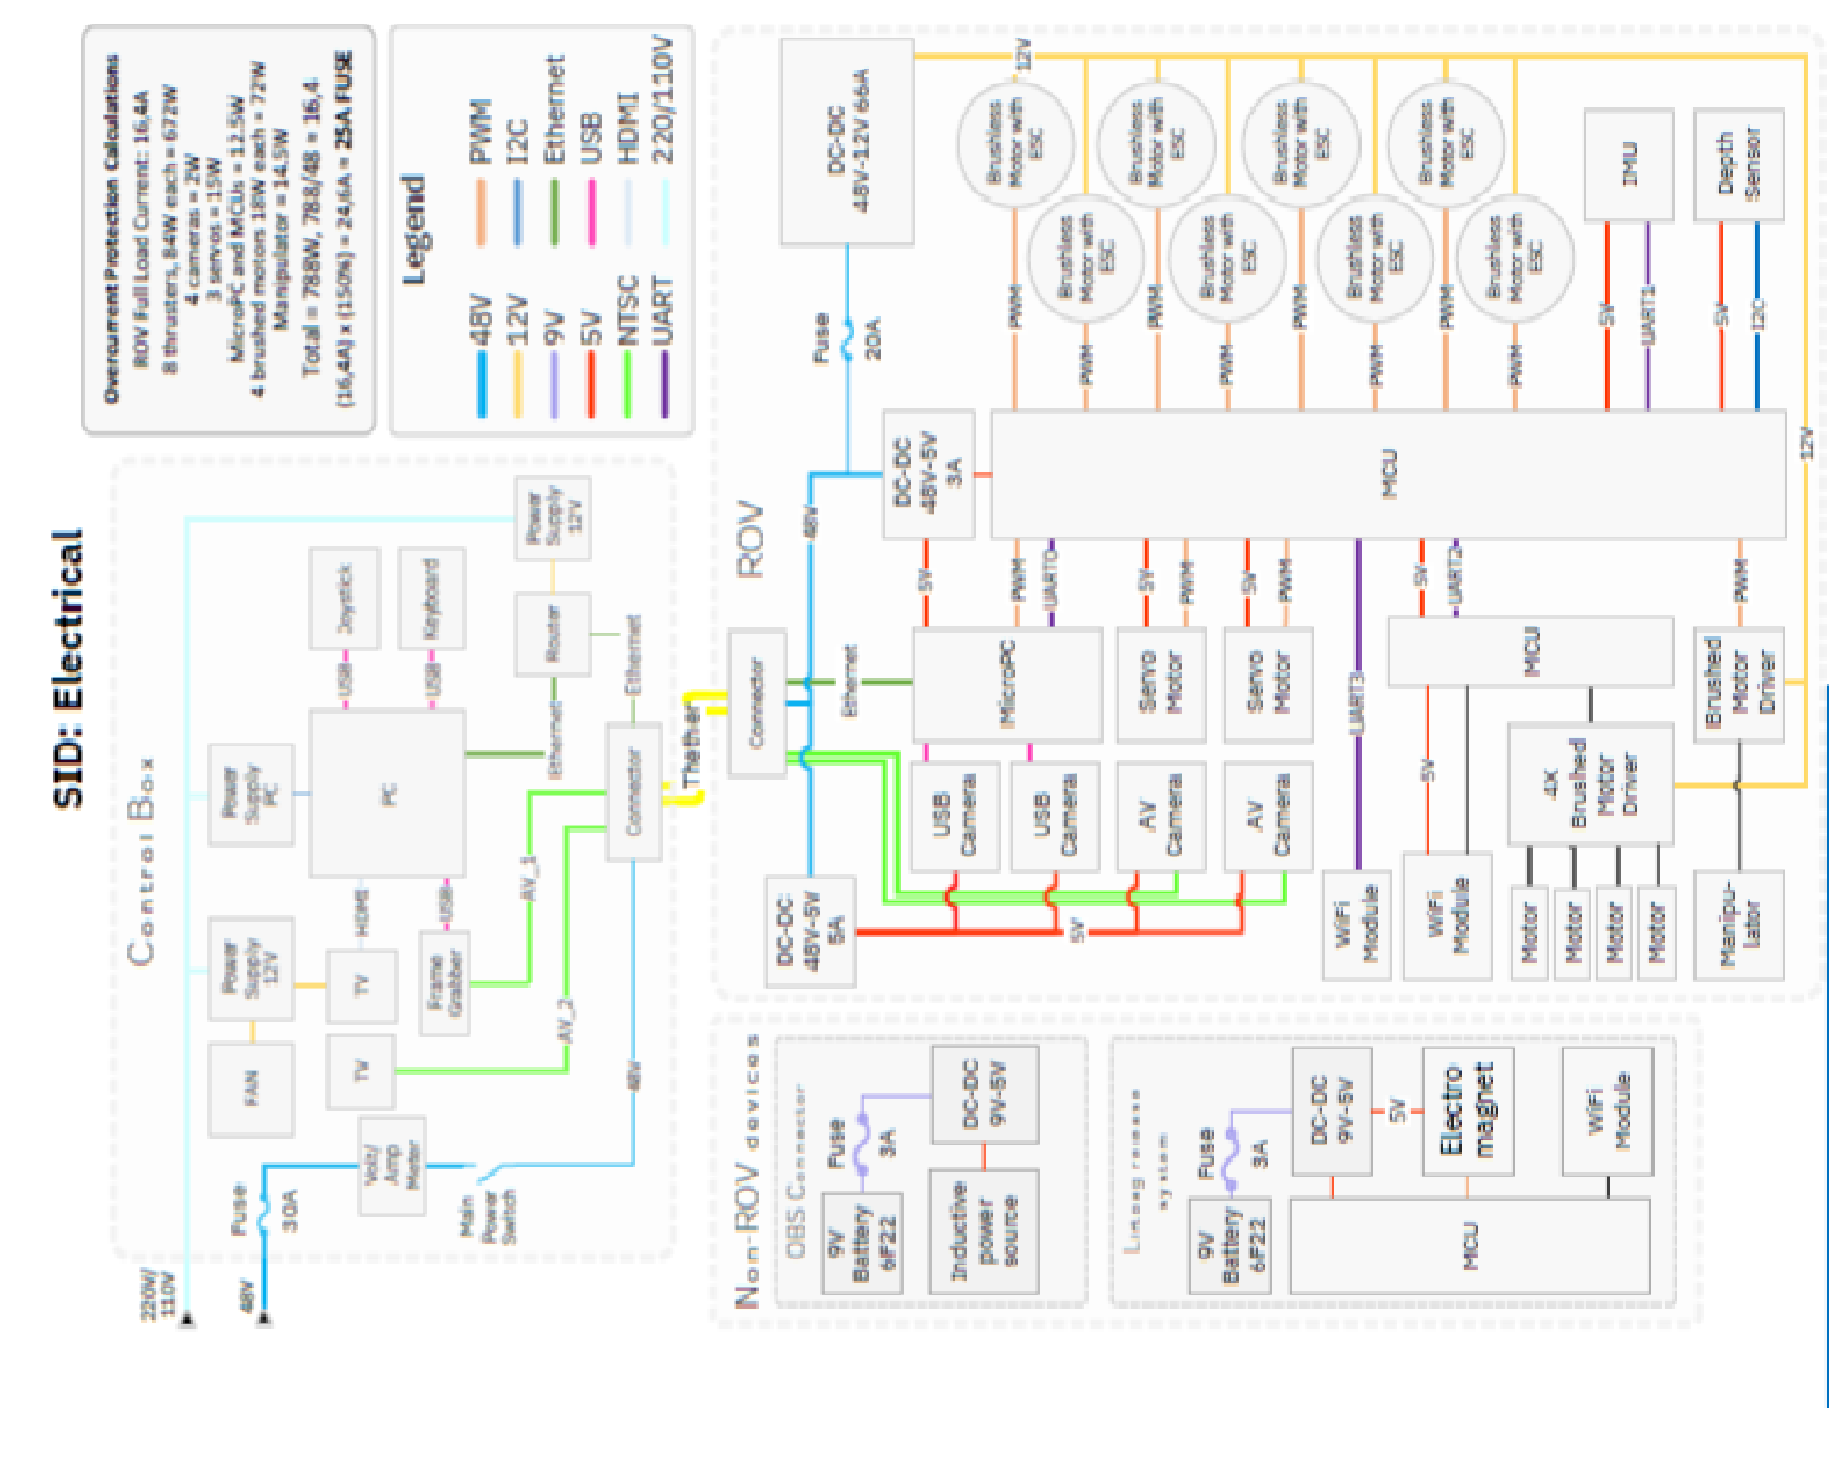 SID: Electrical
Overcurrent Protection Calculations
ROV Full Load Current: 16,4A
8 thrusters, 84W each = 672W
4 cameras = 2W
3 servos = 15W
MicroPC and MCUs = 12.5W
4 brushed motors 18W each = 72W
Manipulator = 14.5W
Total = 788W, 788/48 = 16,4
(16,4A) x (150%) = 24,6A = 25A FUSE
Legend
48V
PWM
12V
I2C
9V
Ethernet
5V
USB
NTSC
HDMI
UART
220/110V
Control Box
220V/
110V
48V
Fuse
30A
Volt/
Amp
Meter
Main
Power
Switch
48V
FAN
Power
Supply
12V
TV
TV
Frame
Grabber
HDMI
USB
AV_1
AV_2
Power
Supply
PC
PC
USB
USB
Joystick
Keyboard
Ethernet
Router
Power
Supply
12V
Ethernet
Connector
Thether
ROV
Connector
48V
Ethernet
Fuse
20A
DC-DC
48V-12V 66A
12V
DC-DC
48V-5V
3A
DC-DC
48V-5V
5A
5V
MCU
5V
PWM
UART0
MicroPC
USB
Camera
USB
Camera
AV
Camera
AV
Camera
5V
PWM
Servo
Motor
5V
PWM
Servo
Motor
UART3
WiFi
Module
5V
UART2
MCU
5V
WiFi
Module
4X
Brushed
Motor
Driver
Motor
Motor
Motor
Motor
PWM
Brushed
Motor
Driver
Manipu-
lator
12V
PWM
Brushless
Motor with
ESC
PWM
Brushless
Motor with
ESC
PWM
Brushless
Motor with
ESC
PWM
Brushless
Motor with
ESC
PWM
Brushless
Motor with
ESC
PWM
Brushless
Motor with
ESC
PWM
Brushless
Motor with
ESC
PWM
Brushless
Motor with
ESC
5V
UART1
IMU
5V
I2C
Depth
Sensor
Non-ROV devices
OBS Connector
9V
Battery
6F22
Fuse
3A
DC-DC
9V-5V
Inductive
power
source
system
9V
Battery
6F22
Fuse
3A
DC-DC
9V-5V
5V
Electro
magnet
WiFi
Module
MCU